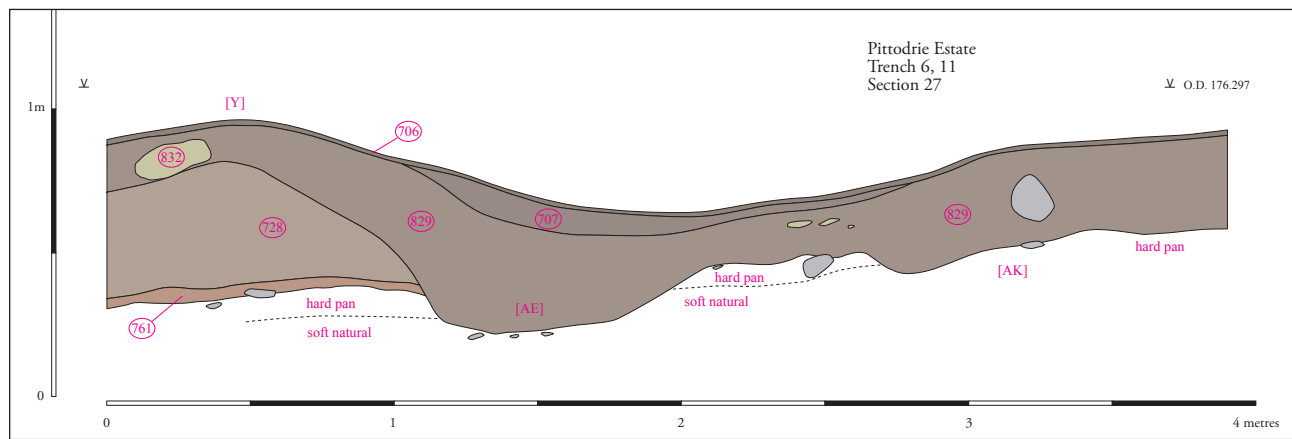 Pittodrie Estate
Trench 6, 11
Section 27
O.D. 176.297
1m
[Y]
706
832
728
829
707
829
hard pan
[AK]
hard pan
soft natural
hard pan
soft natural
[AE]
761
0
0 1 2 3 4 metres